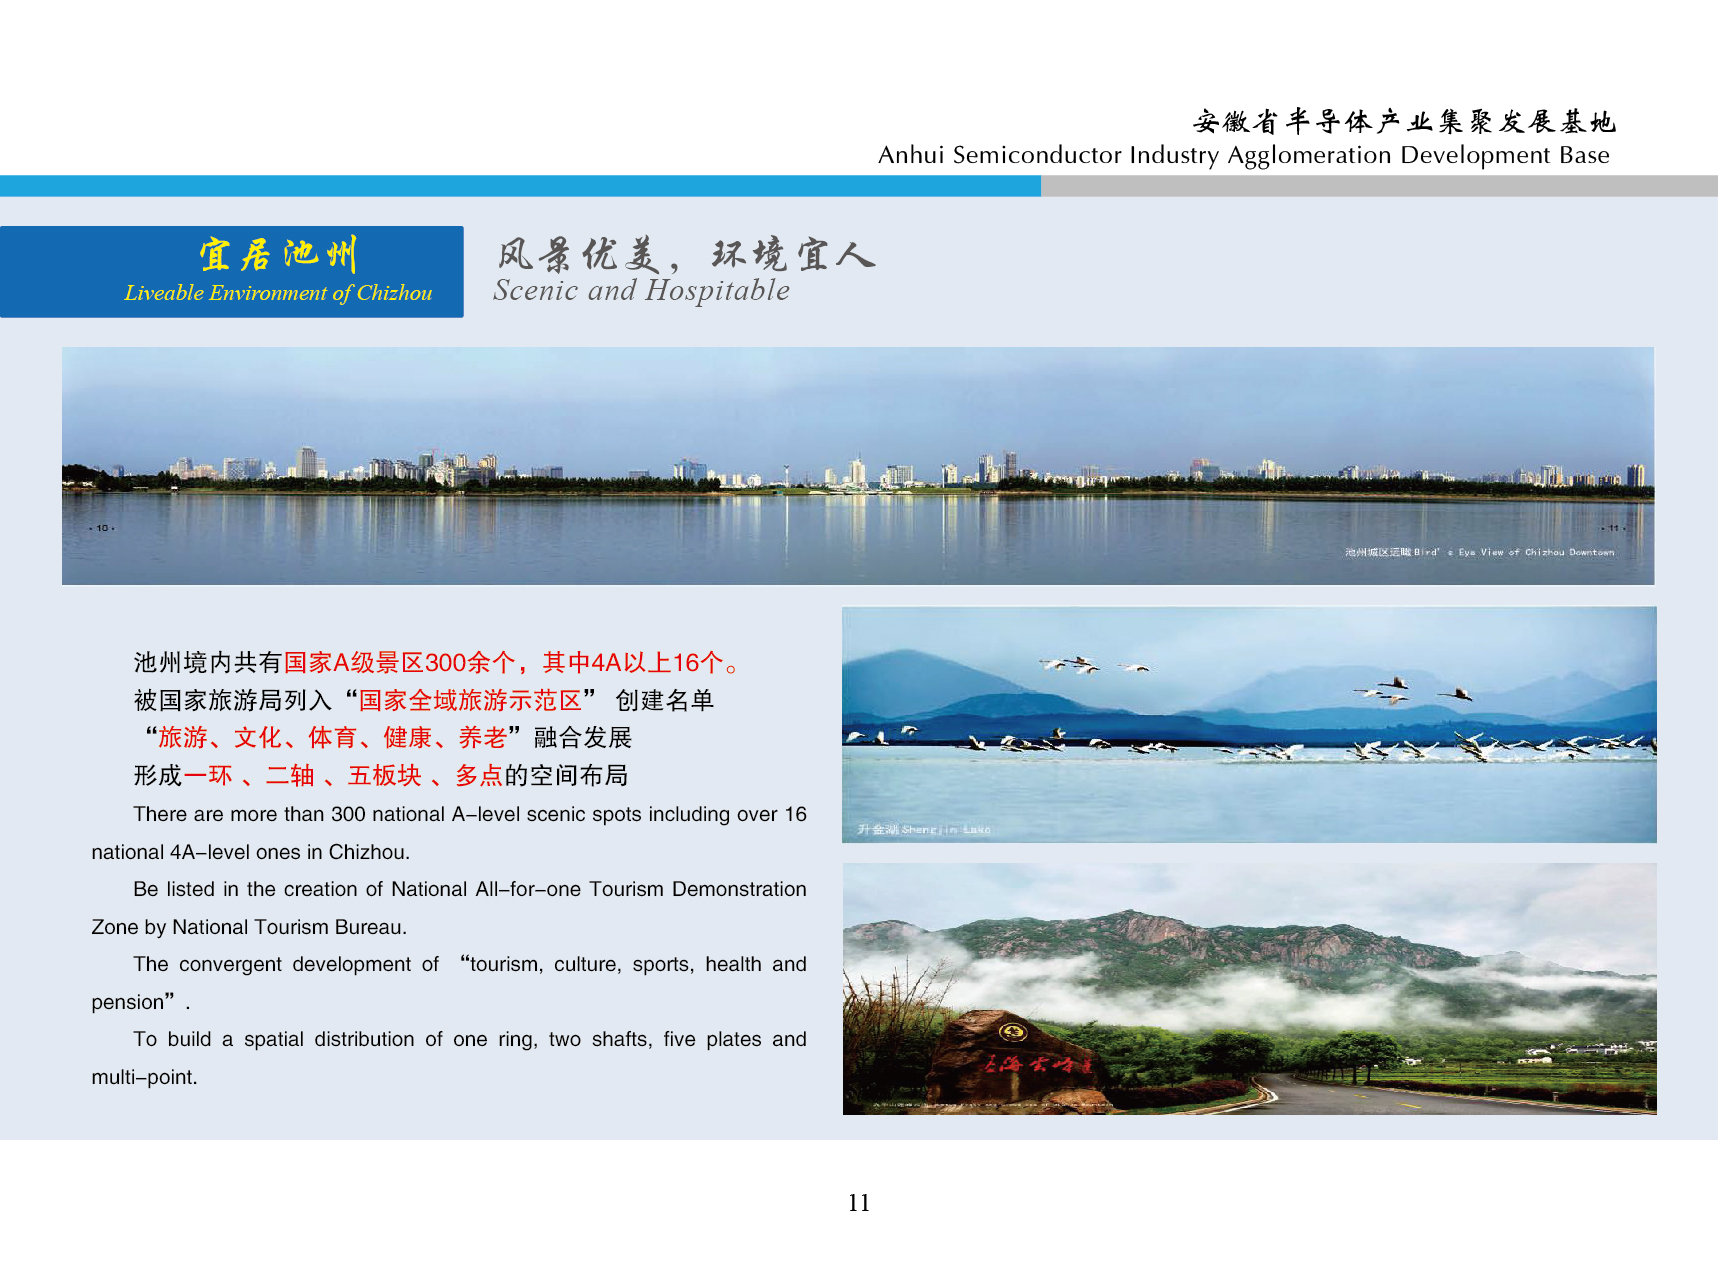 安徽省半导体产业集聚发展基地
Anhui Semiconductor Industry Agglomeration Development Base
宜居池州
Liveable Environment of Chizhou
风景优美，环境宜人
Scenic and Hospitable
· 10 ·
· 11 ·
池州城区远瞰 Bird's Eye View of Chizhou Downtown
池州境内共有国家A级景区300余个，其中4A以上16个。
被国家旅游局列入“国家全域旅游示范区” 创建名单
“旅游、文化、体育、健康、养老”融合发展
形成一环 、二轴 、五板块 、多点的空间布局
There are more than 300 national A–level scenic spots including over 16
national 4A–level ones in Chizhou.
Be listed in the creation of National All–for–one Tourism Demonstration
Zone by National Tourism Bureau.
The convergent development of “tourism, culture, sports, health and
pension” .
To build a spatial distribution of one ring, two shafts, five plates and
multi–point.
升金湖 Shengjin Lake
11